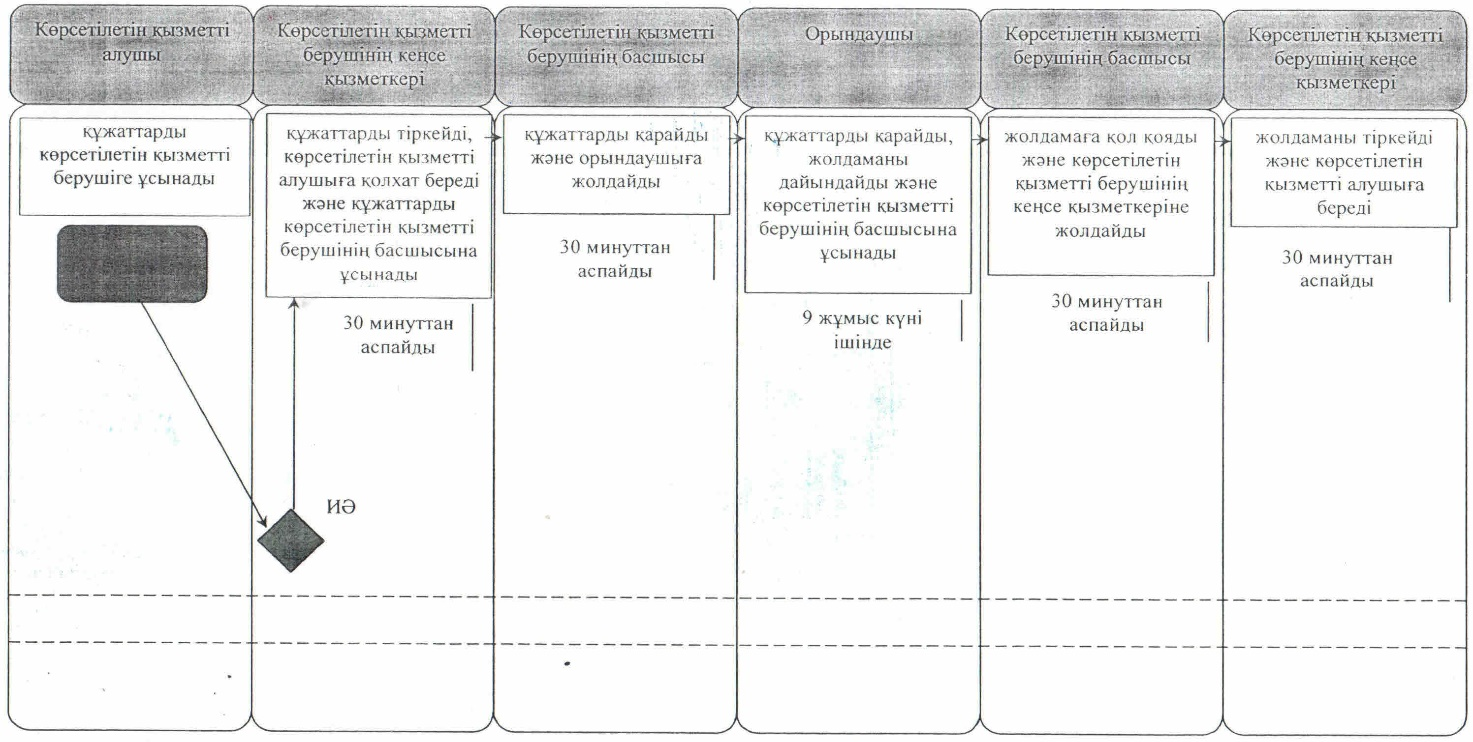 Көрсетілетін қызметті
алушы
Көрсетілетін қызметті
берушінің кеңсе
қызметкері
Көрсетілетін қызметті
берушінің басшысы
Орындаушы
Көрсетілетін қызметті
берушінің басшысы
Көрсетілетін қызметті
берушінің кеңсе
қызметкері
құжаттарды
көрсетілетін қызметті
берушіге ұсынады
құжаттарды тіркейді,
көрсетілетін қызметті
алушыға қолхат береді
және құжаттарды
көрсетілетін қызметті
берушінің басшысына
ұсынады
30 минуттан
аспайды
құжаттарды қарайды
және орындаушыға
жолдайды
30 минуттан
аспайды
құжаттарды қарайды,
жолдаманы
дайындайды және
көрсетілетін қызметті
берушінің басшысына
ұсынады
9 жұмыс күні
ішінде
жолдамаға қол қояды
және көрсетілетін
қызметті берушінің
кеңсе қызметкеріне
жолдайды
30 минуттан
аспайды
жолдаманы тіркейді
және көрсетілетін
қызметті алушыға
береді
30 минуттан
аспайды
ИӘ